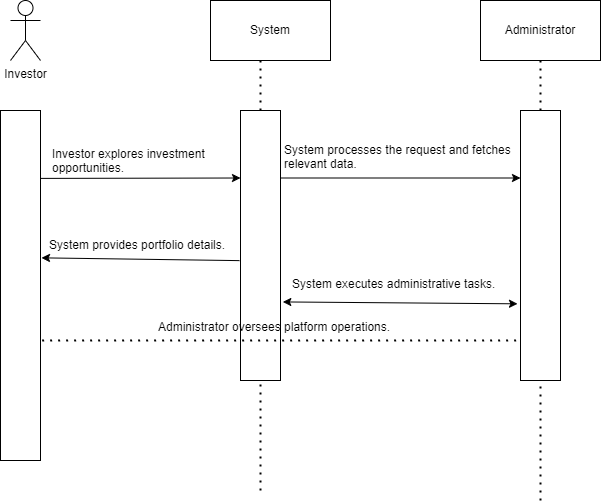 System
Administrator
Investor
Investor explores investment
opportunities.
System processes the request and fetches
relevant data.
System provides portfolio details.
System executes administrative tasks.
Administrator oversees platform operations.